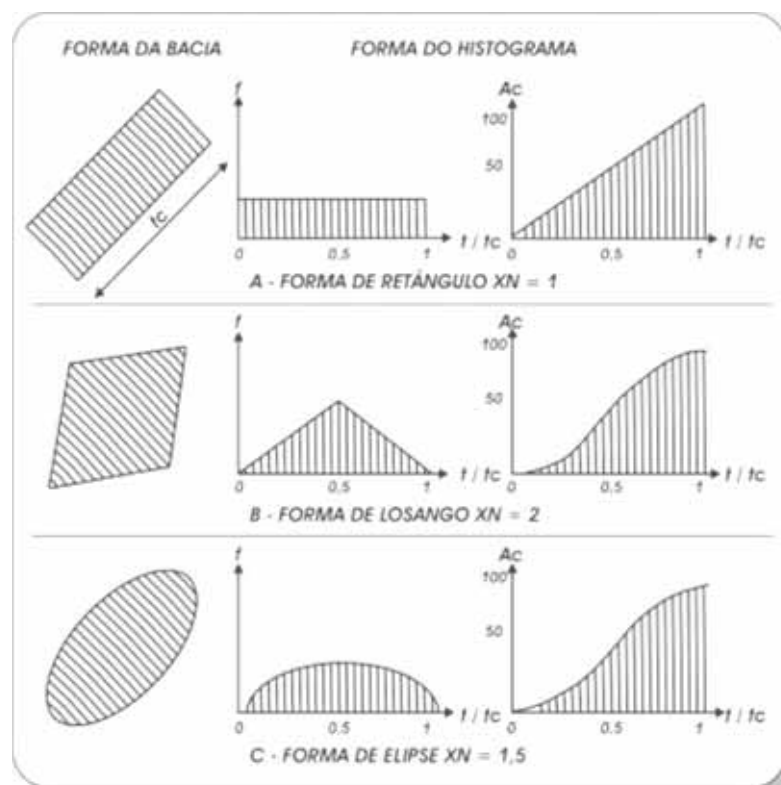 FORMA DA BACIA FORMA DO HISTOGRAMA
f Ac
100
50
tc
0 0,5 1 t / tc 0 0,5 1 t / tc
A - FORMA DE RETÂNGULO XN = 1
f Ac
100
50
0 0,5 1 t / tc 0 0,5 1 t / tc
B - FORMA DE LOSANGO XN = 2
f Ac
100
50
0 0,5 1 t / tc 0 0,5 1 t / tc
C - FORMA DE ELIPSE XN = 1,5